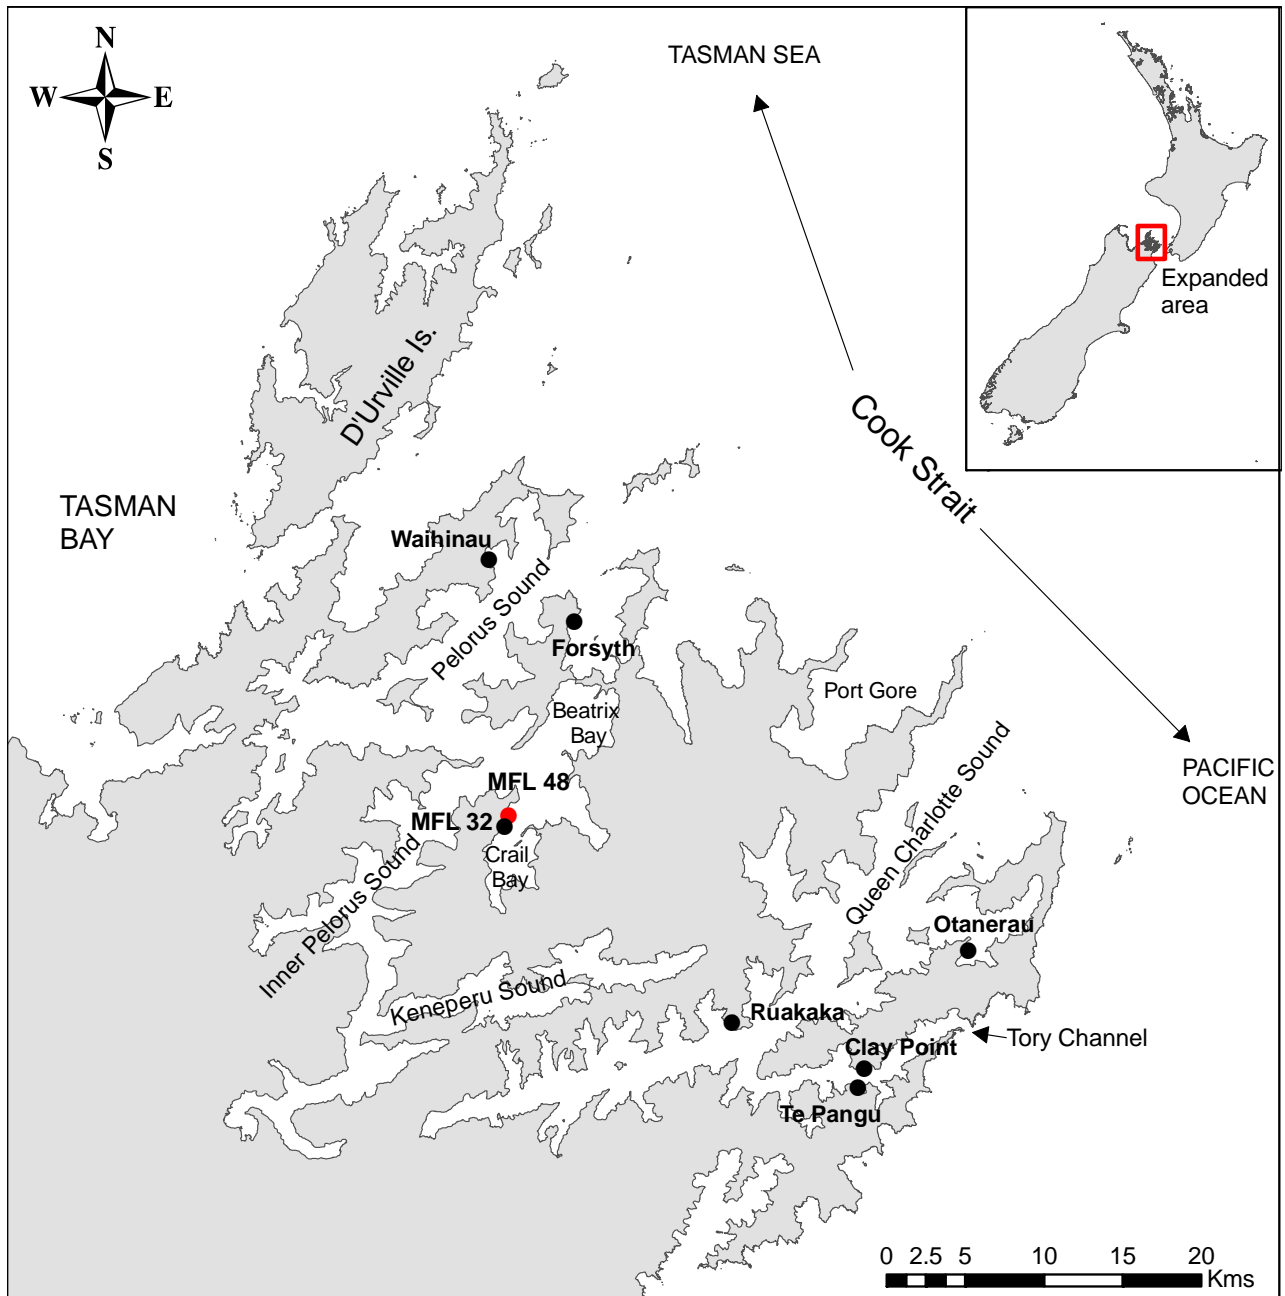 TASMAN SEA
N
W
E
S
Expanded
area
D'Urville Is.
Cook Strait
TASMAN
BAY
Waihinau
Pelorus Sound
Forsyth
Port Gore
Beatrix
Bay
PACIFIC
OCEAN
MFL 48
MFL 32
Crail
Bay
Queen Charlotte Sound
Inner Pelorus Sound
Otanerau
Keneperu Sound
Ruakaka
Tory Channel
Clay Point
Te Pangu
0 2.5 5 10 15 20
Kms